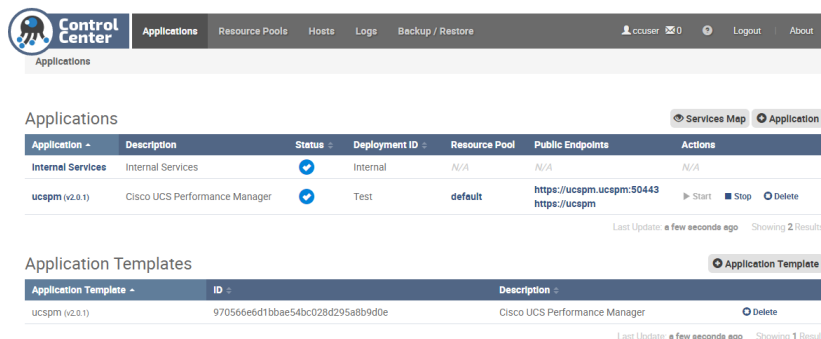 Control Center
Applications Resource Pools Hosts Logs Backup / Restore ccuser 0 Logout About
Applications
Applications
Services Map Application
Application Description Status Deployment ID Resource Pool Public Endpoints Actions
Internal Services Internal Services Internal N/A N/A N/A
ucspm (v2.0.1) Cisco UCS Performance Manager Test default https://ucspm.ucspm:50443 Start Stop Delete
https://ucspm
Last Update: a few seconds ago Showing 2 Results
Application Templates
Application Template
Application Template ID Description
ucspm (v2.0.1) 970566e6d1bbae54bc028d295a8b9d0e Cisco UCS Performance Manager Delete
Last Update: a few seconds ago Showing 1 Result